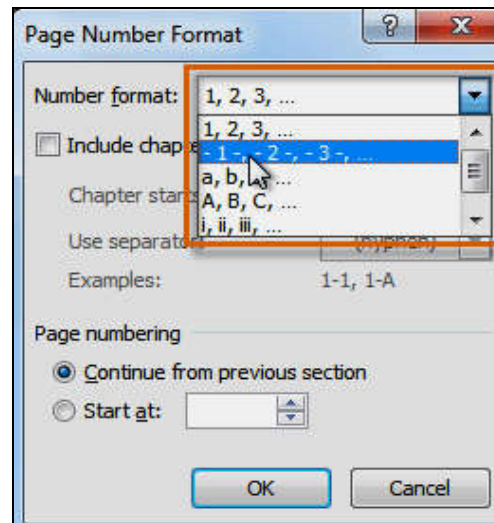 Page Number Format
Number format: 1, 2, 3, ...
1, 2, 3, ...
Include chapte - 1 -, - 2 -, - 3 -, ...
a, b, ...
Chapter starts A, B, C, ...
i, ii, iii, ...
Use separator: (hyphen)
Examples: 1-1, 1-A
Page numbering
Continue from previous section
Start at:
OK Cancel